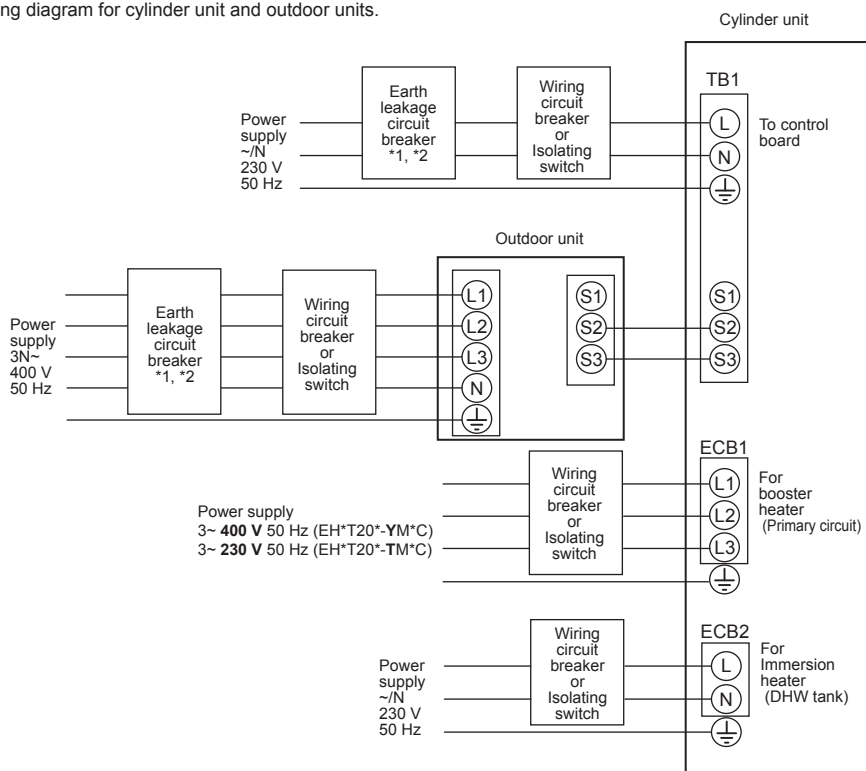 ng diagram for cylinder unit and outdoor units.
Cylinder unit
TB1
Power
supply
~/N
230 V
50 Hz
Earth
leakage
circuit
breaker
*1, *2
Wiring
circuit
breaker
or
Isolating
switch
L
N
To control
board
Outdoor unit
Power
supply
3N~
400 V
50 Hz
Earth
leakage
circuit
breaker
*1, *2
Wiring
circuit
breaker
or
Isolating
switch
L1
L2
L3
N
S1
S2
S3
S1
S2
S3
ECB1
Power supply
3~ 400 V 50 Hz (EH*T20*-YM*C)
3~ 230 V 50 Hz (EH*T20*-TM*C)
Wiring
circuit
breaker
or
Isolating
switch
L1
L2
L3
For
booster
heater
(Primary circuit)
ECB2
Power
supply
~/N
230 V
50 Hz
Wiring
circuit
breaker
or
Isolating
switch
L
N
For
Immersion
heater
(DHW tank)